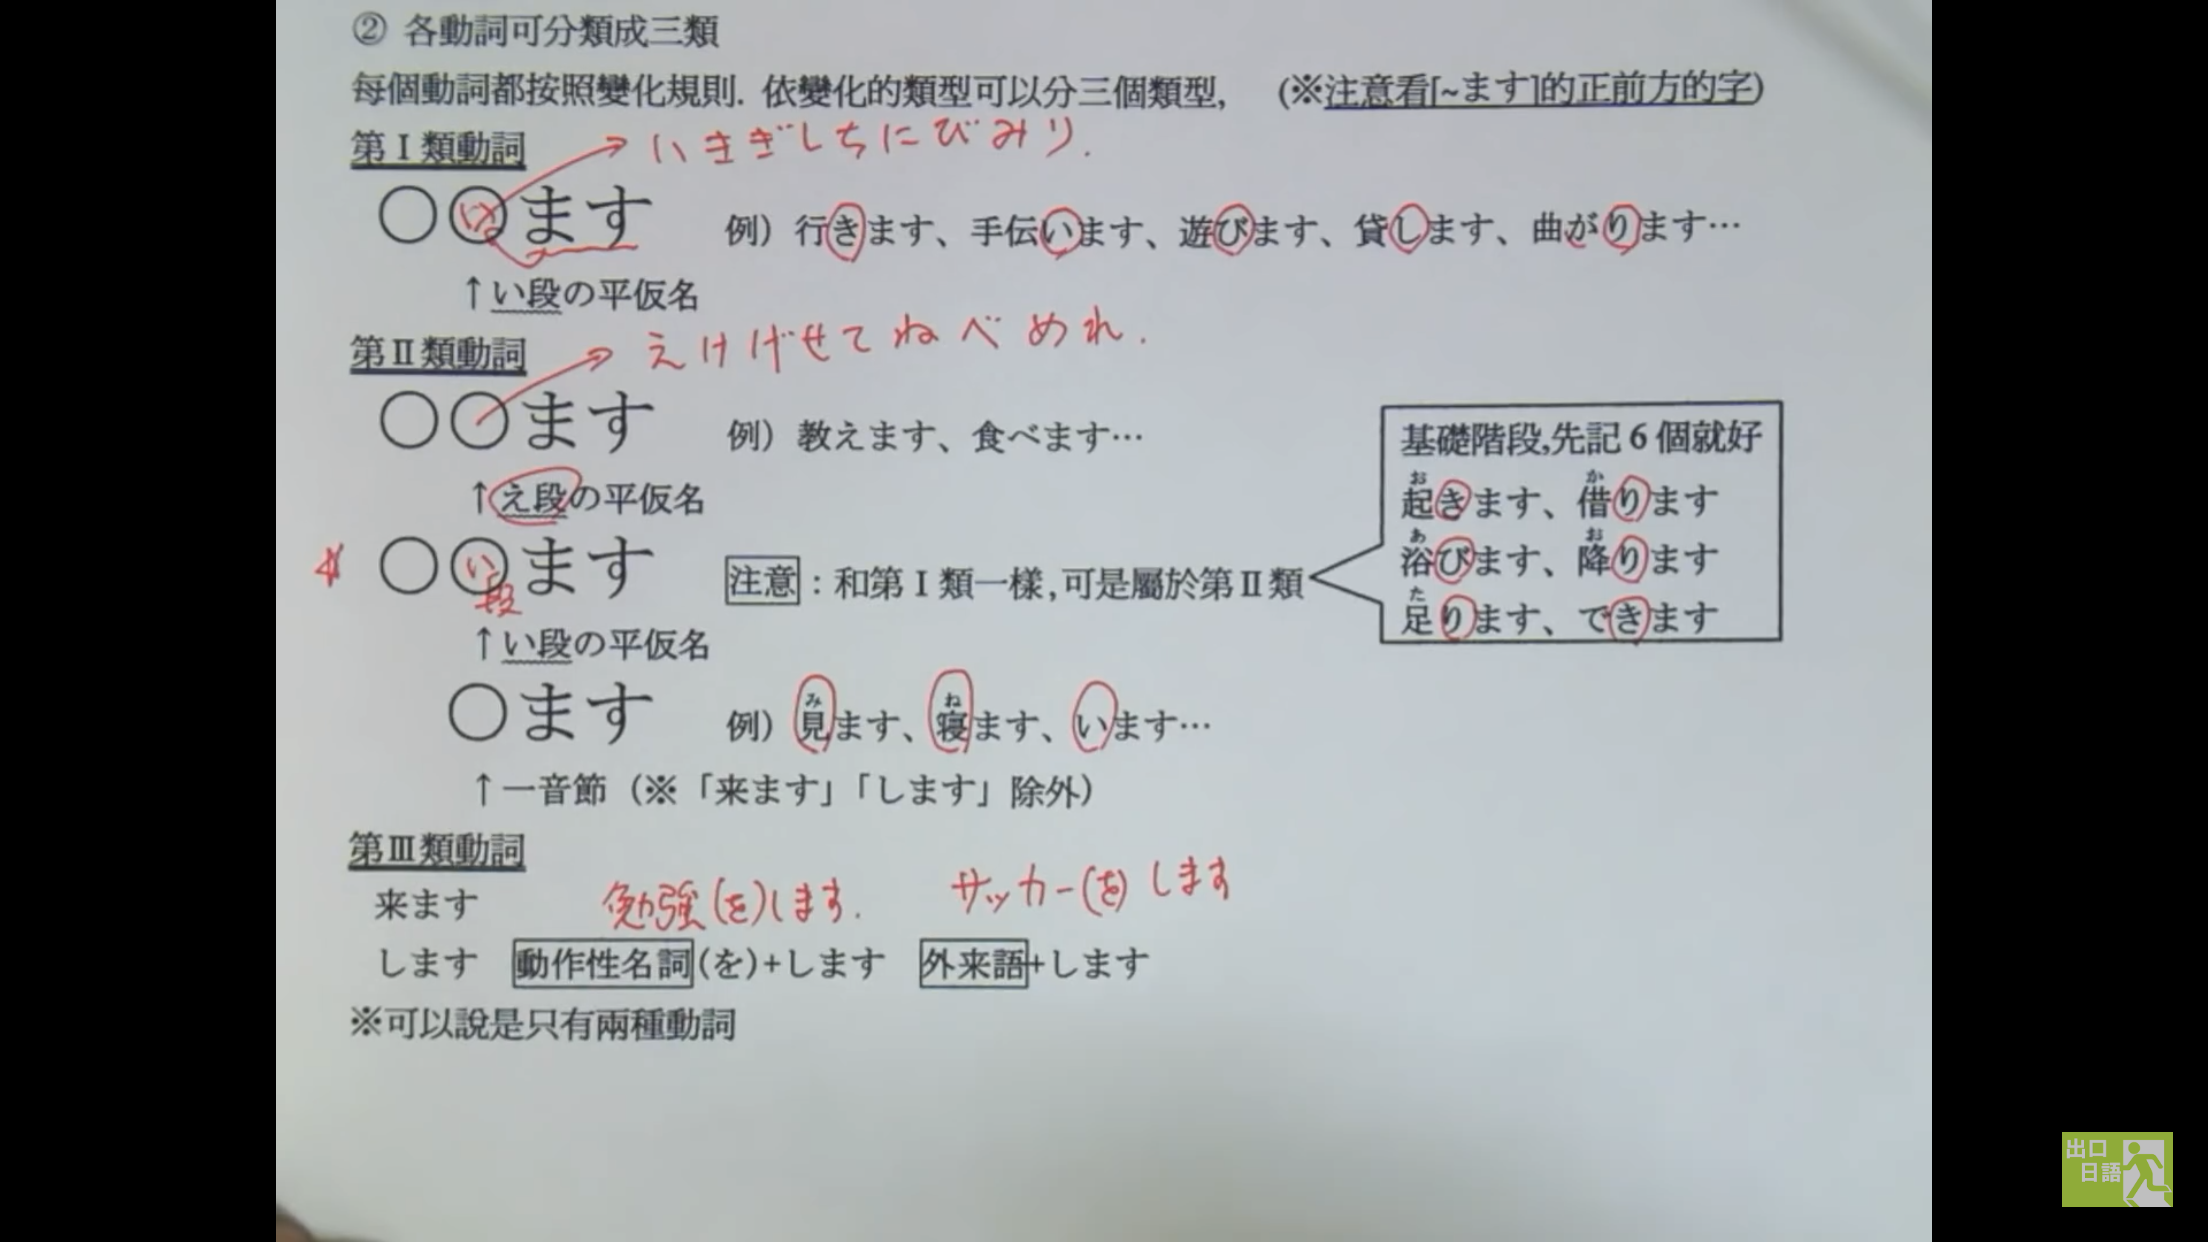 ② 各動詞可分類成三類
每個動詞都按照變化規則. 依變化的類型可以分三個類型, (※注意看[~ます]的正前方的字)
第Ⅰ類動詞 いきぎしちにびみり.
○○ます 例）行きます、手伝います、遊びます、貸します、曲がります…
↑い段の平仮名
第Ⅱ類動詞 えけげせてねべめれ.
○○ます 例）教えます、食べます…
↑え段の平仮名
○○ます い段 注意：和第Ⅰ類一樣,可是屬於第Ⅱ類
↑い段の平仮名
基礎階段,先記6個就好
お か
起きます、借ります
あ お
浴びます、降ります
た
足ります、できます
み ね
○ます 例）見ます、寝ます、います…
↑一音節（※「来ます」「します」除外）
第Ⅲ類動詞
来ます 勉強(を)します. サッカー(を)します
します 動作性名詞(を)+します 外来語+します
※可以說是只有兩種動詞
出口
日語